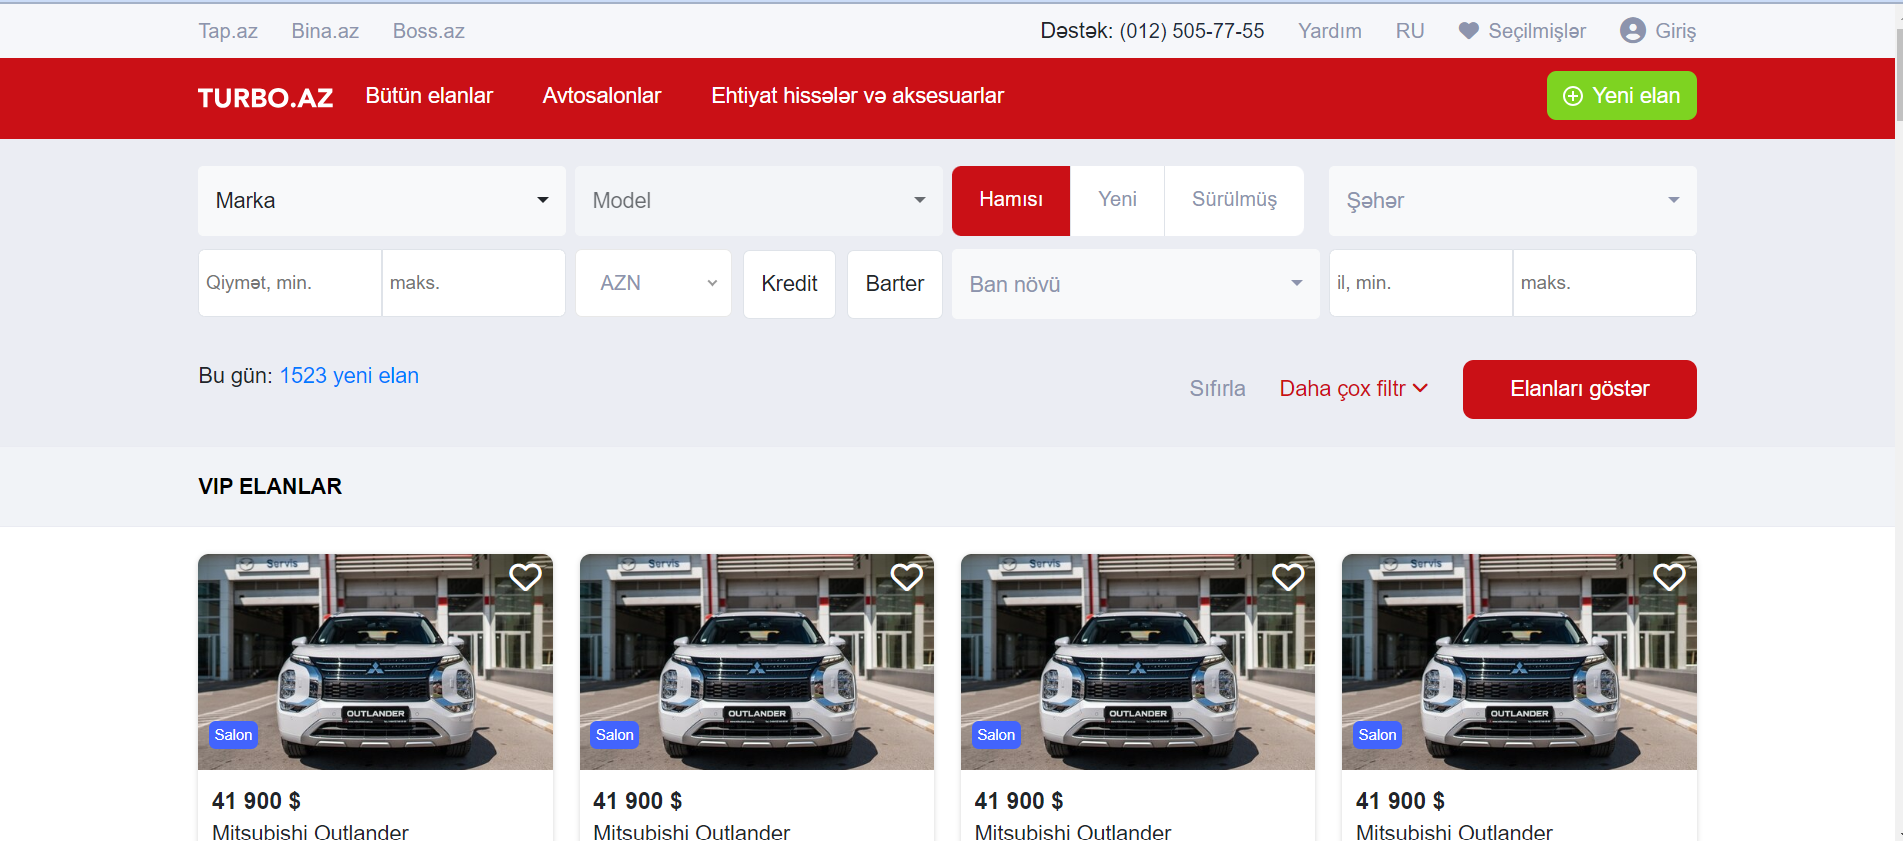 Tap.az Bina.az Boss.az Dəstək: (012) 505-77-55 Yardım RU Seçilmişlər Giriş
TURBO.AZ Bütün elanlar Avtosalonlar Ehtiyat hissələr və aksesuarlar Yeni elan
Marka Model Hamısı Yeni Sürülmüş Şəhər
Qiymət, min. maks. AZN Kredit Barter Ban növü il, min. maks.
Bu gün: 1523 yeni elan
Sıfırla Daha çox filtr Elanları göstər
VIP ELANLAR
Servis Servis Servis Servis
OUTLANDER OUTLANDER OUTLANDER OUTLANDER
Salon Salon Salon Salon
41 900 $ 41 900 $ 41 900 $ 41 900 $
Mitsubishi Outlander Mitsubishi Outlander Mitsubishi Outlander Mitsubishi Outlander